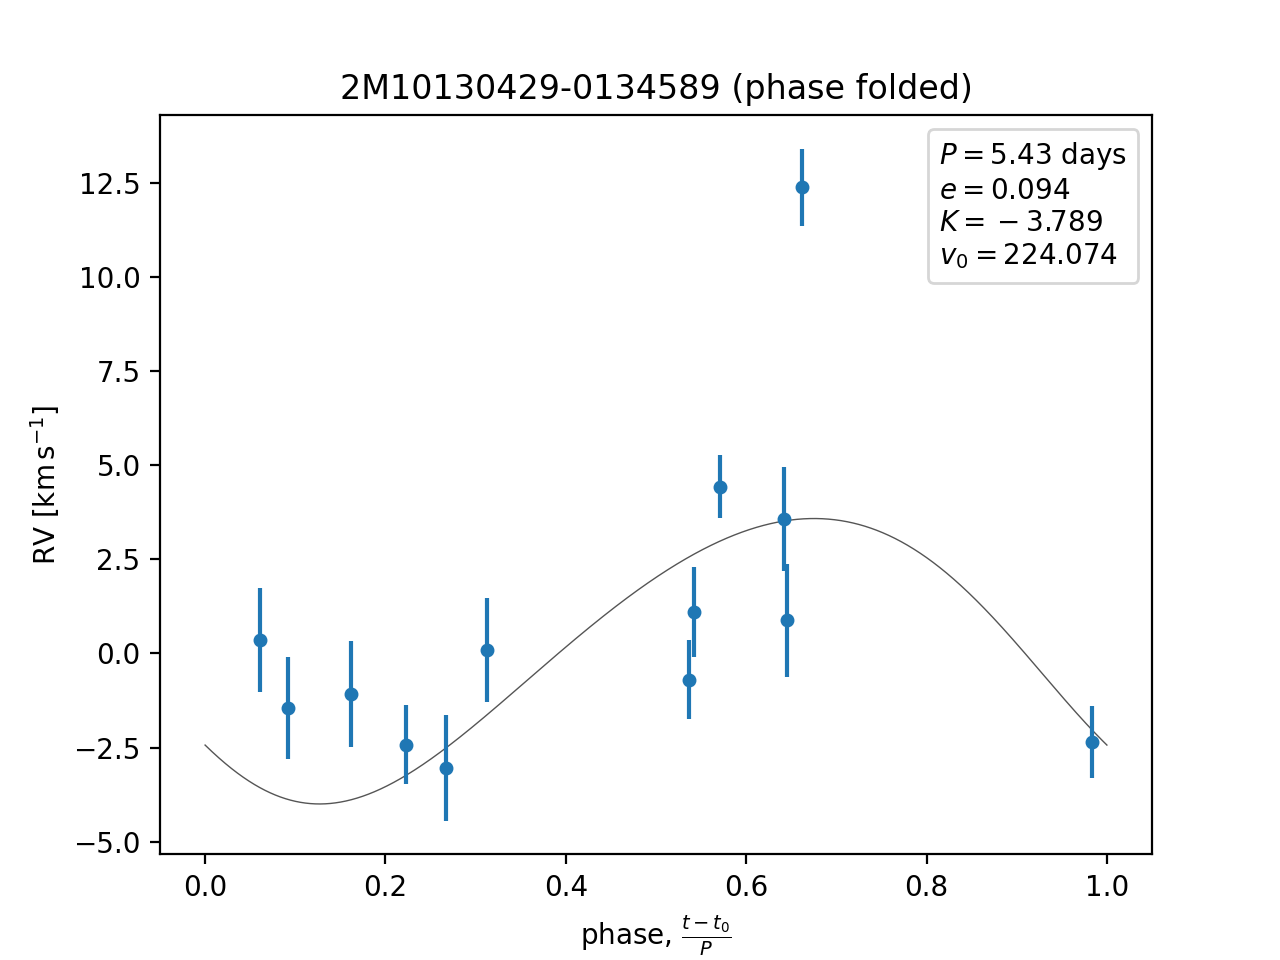 2M10130429-0134589 (phase folded)
P = 5.43 days
e = 0.094
K = −3.789
v₀ = 224.074
12.5
10.0
7.5
5.0
2.5
0.0
−2.5
−5.0
RV [km s⁻¹]
0.0 0.2 0.4 0.6 0.8 1.0
phase, (t − t₀)/P